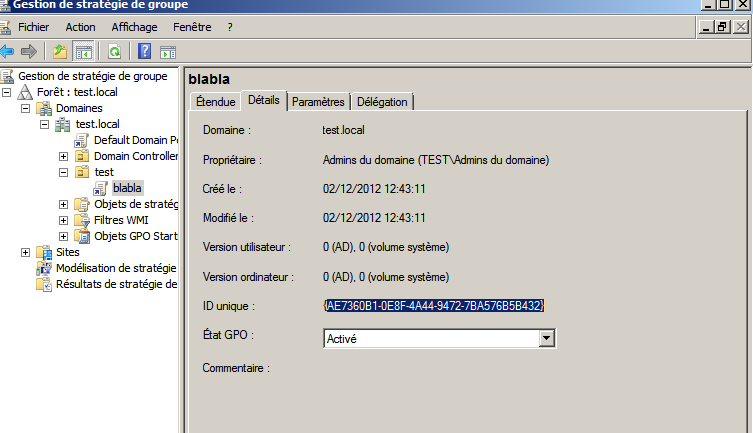 Gestion de stratégie de groupe
Fichier Action Affichage Fenêtre ?
Gestion de stratégie de groupe
Forêt : test.local
Domaines
test.local
Default Domain Po
Domain Controller
test
blabla
Objets de stratég
Filtres WMI
Objets GPO Start
Sites
Modélisation de stratégie
Résultats de stratégie de
blabla
Étendue Détails Paramètres Délégation
Domaine : test.local
Propriétaire : Admins du domaine (TEST\Admins du domaine)
Créé le : 02/12/2012 12:43:11
Modifié le : 02/12/2012 12:43:11
Version utilisateur : 0 (AD), 0 (volume système)
Version ordinateur : 0 (AD), 0 (volume système)
ID unique : {AE7360B1-0E8F-4A44-9472-7BA576B5B432}
État GPO : Activé
Commentaire :